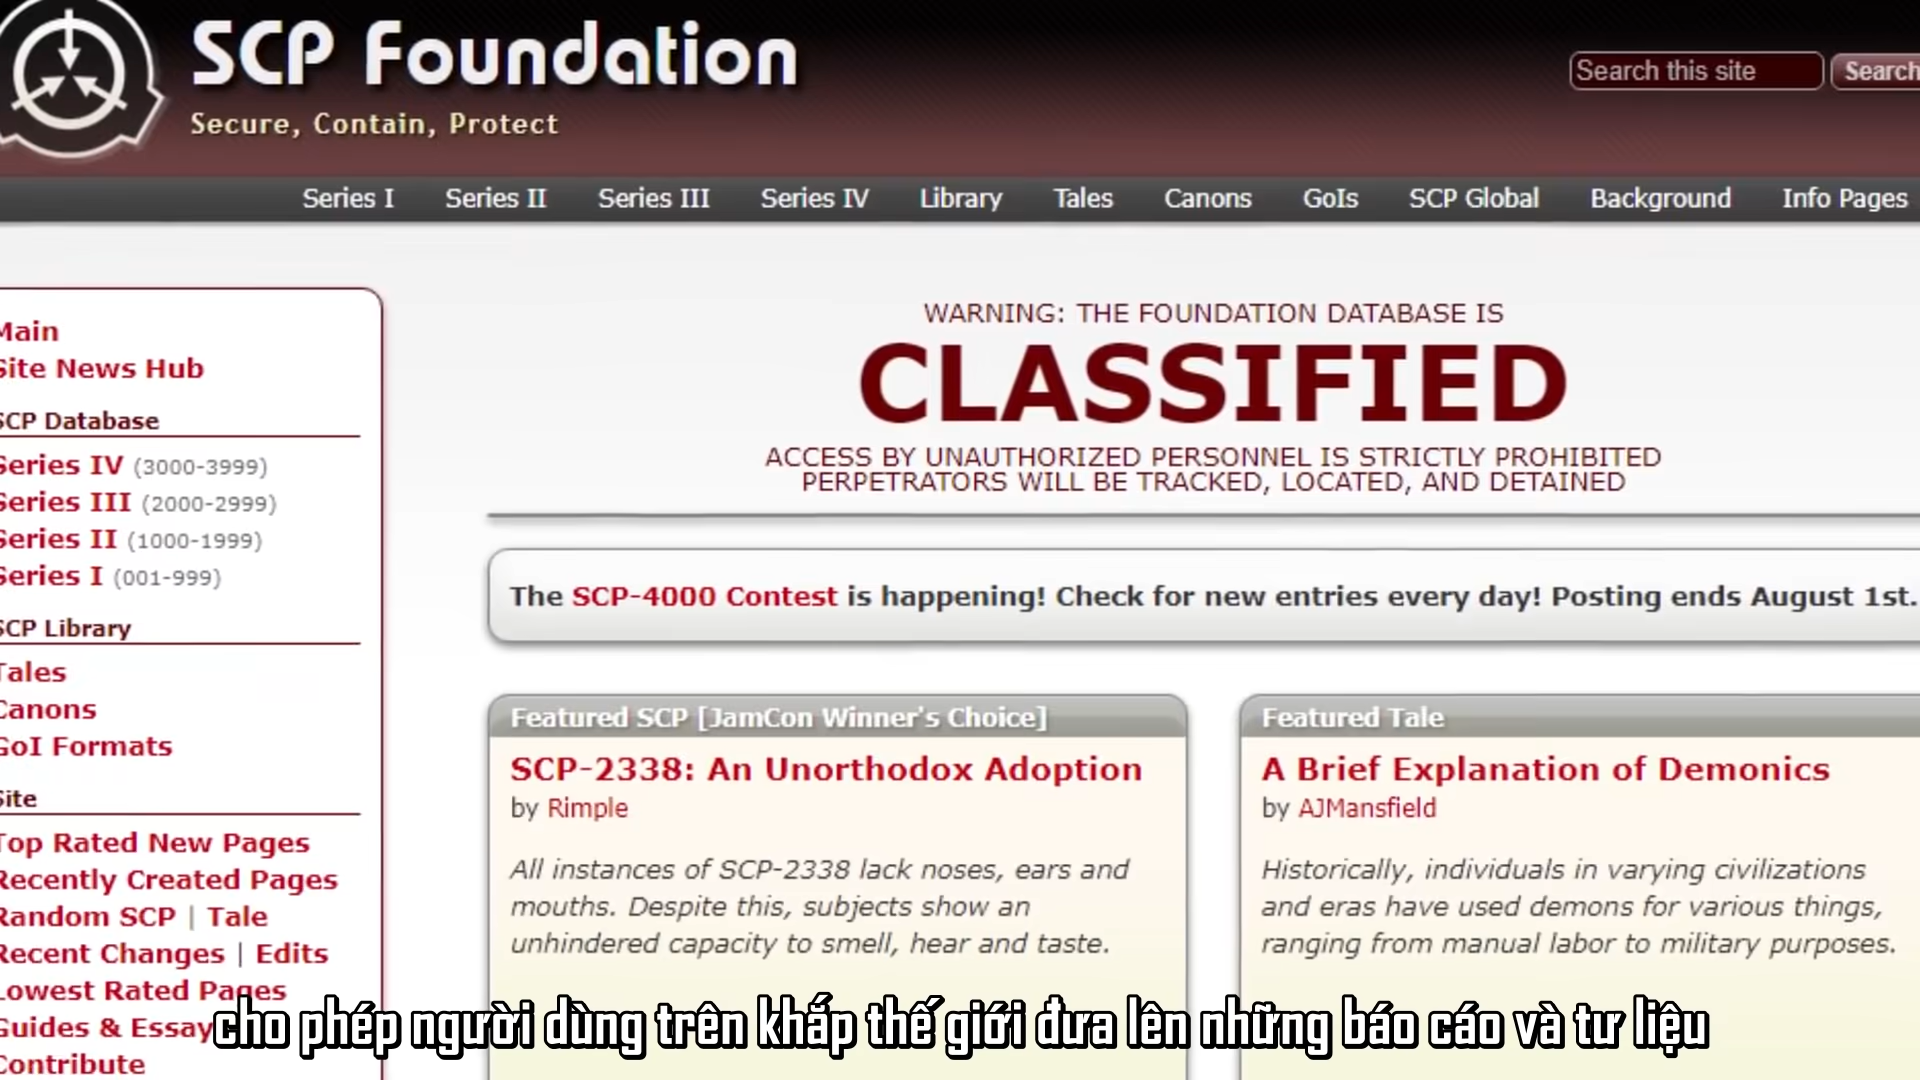 SCP Foundation
Secure, Contain, Protect
Search this site
Search
Series I Series II Series III Series IV Library Tales Canons GoIs SCP Global Background Info Pages
Main
Site News Hub
SCP Database
Series IV (3000-3999)
Series III (2000-2999)
Series II (1000-1999)
Series I (001-999)
SCP Library
Tales
Canons
GoI Formats
Site
Top Rated New Pages
Recently Created Pages
Random SCP | Tale
Recent Changes | Edits
Lowest Rated Pages
Guides & Essay
Contribute
WARNING: THE FOUNDATION DATABASE IS
CLASSIFIED
ACCESS BY UNAUTHORIZED PERSONNEL IS STRICTLY PROHIBITED
PERPETRATORS WILL BE TRACKED, LOCATED, AND DETAINED
The SCP-4000 Contest is happening! Check for new entries every day! Posting ends August 1st.
Featured SCP [JamCon Winner's Choice]
SCP-2338: An Unorthodox Adoption
by Rimple
All instances of SCP-2338 lack noses, ears and
mouths. Despite this, subjects show an
unhindered capacity to smell, hear and taste.
Featured Tale
A Brief Explanation of Demonics
by AJMansfield
Historically, individuals in varying civilizations
and eras have used demons for various things,
ranging from manual labor to military purposes.
cho phép người dùng trên khắp thế giới đưa lên những báo cáo và tư liệu